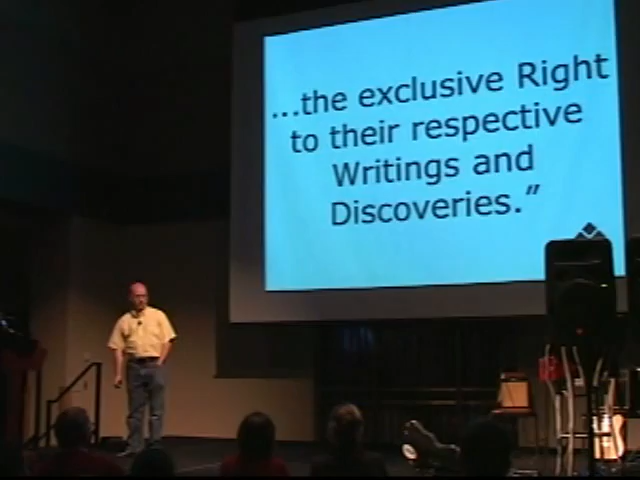 ...the exclusive Right
to their respective
Writings and
Discoveries.”